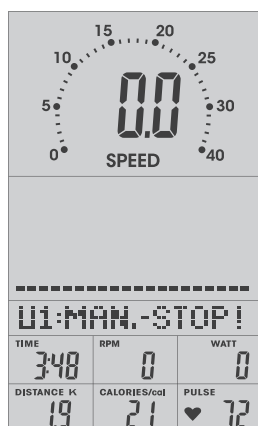 15 20
10 25
0.0
5 30
0 SPEED 40
U1:MAN.-STOP!
TIME RPM WATT
3:48 0 0
DISTANCE K CALORIES/cal PULSE
1.9 21 72